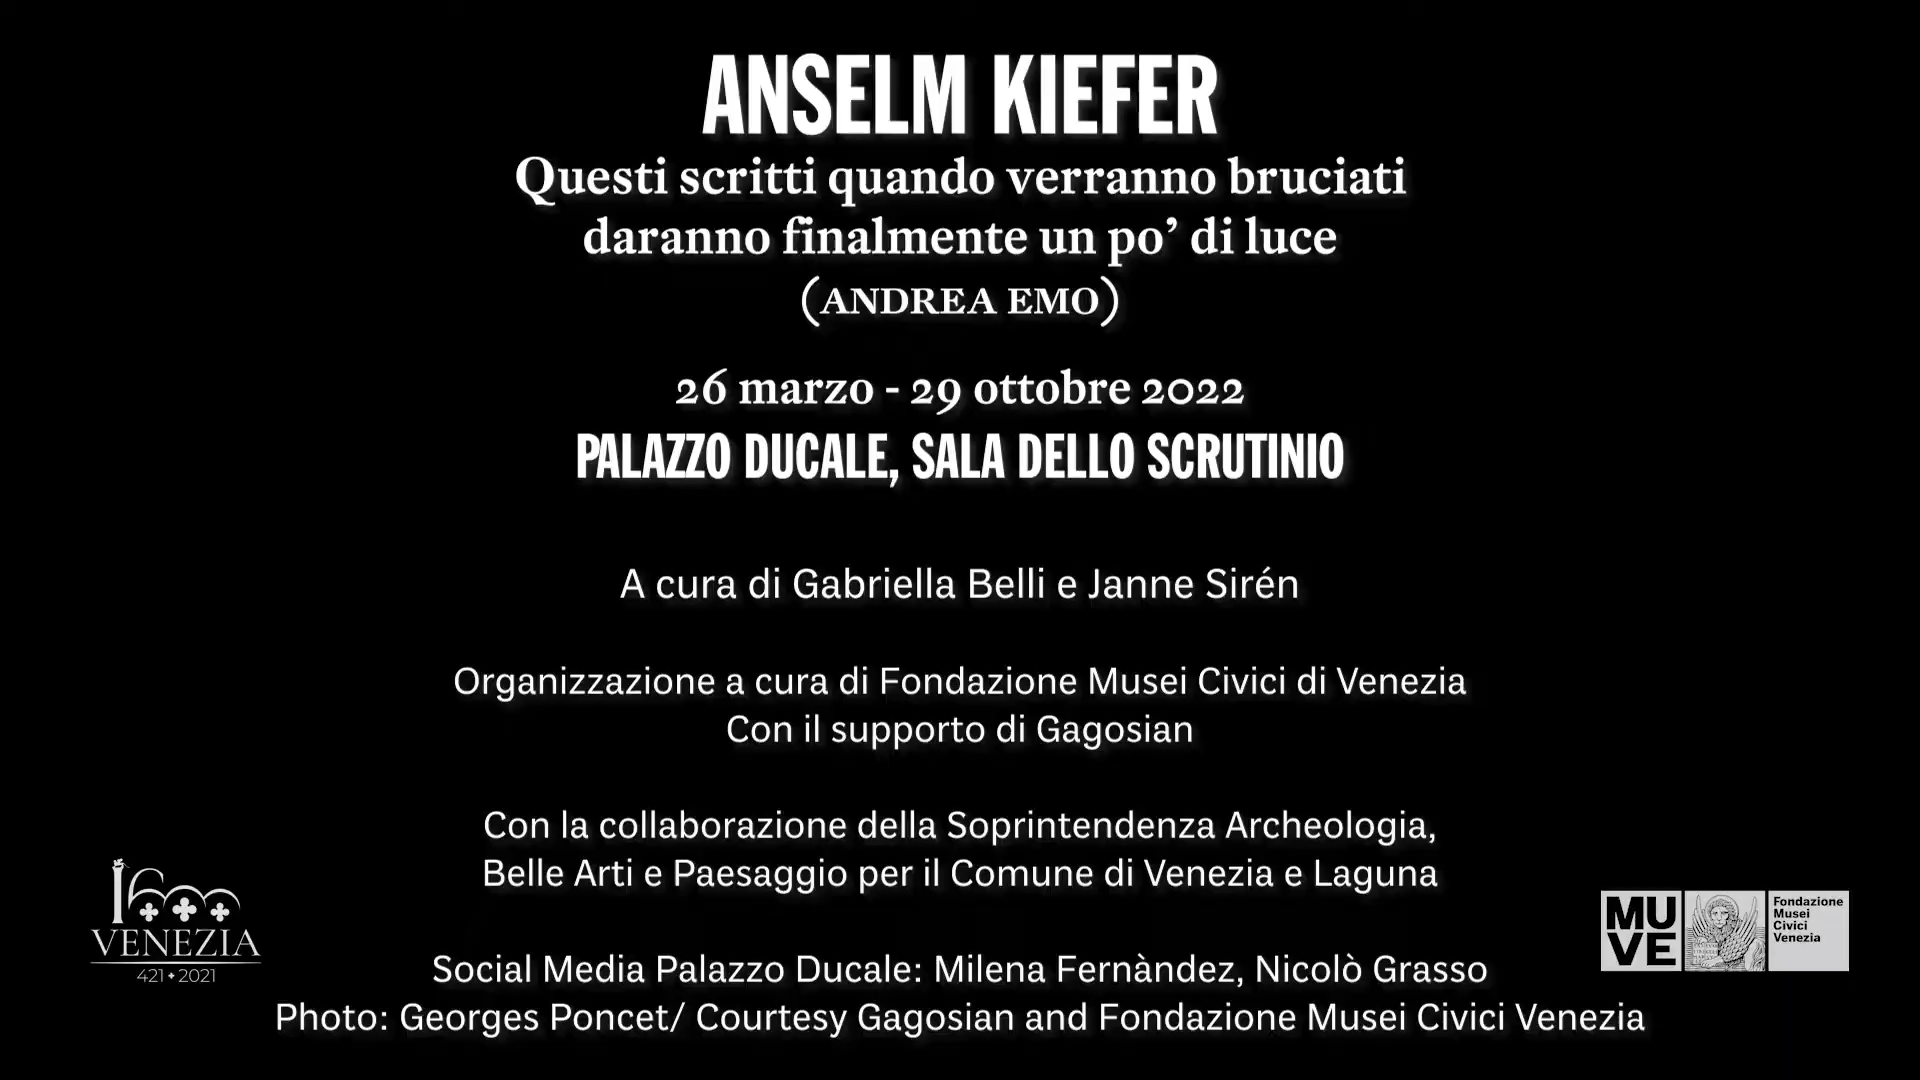 ANSELM KIEFER
Questi scritti quando verranno bruciati
daranno finalmente un po’ di luce
(ANDREA EMO)
26 marzo - 29 ottobre 2022
PALAZZO DUCALE, SALA DELLO SCRUTINIO
A cura di Gabriella Belli e Janne Sirén
Organizzazione a cura di Fondazione Musei Civici di Venezia
Con il supporto di Gagosian
Con la collaborazione della Soprintendenza Archeologia,
Belle Arti e Paesaggio per il Comune di Venezia e Laguna
Social Media Palazzo Ducale: Milena Fernàndez, Nicolò Grasso
Photo: Georges Poncet/ Courtesy Gagosian and Fondazione Musei Civici Venezia
1600
VENEZIA
421 • 2021
MU
VE
Fondazione
Musei
Civici
Venezia